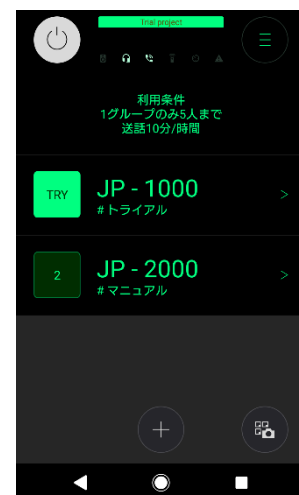 Trial project
利用条件
1グループのみ5人まで
送話10分/時間
TRY
JP - 1000
>
#トライアル
2
JP - 2000
>
#マニュアル